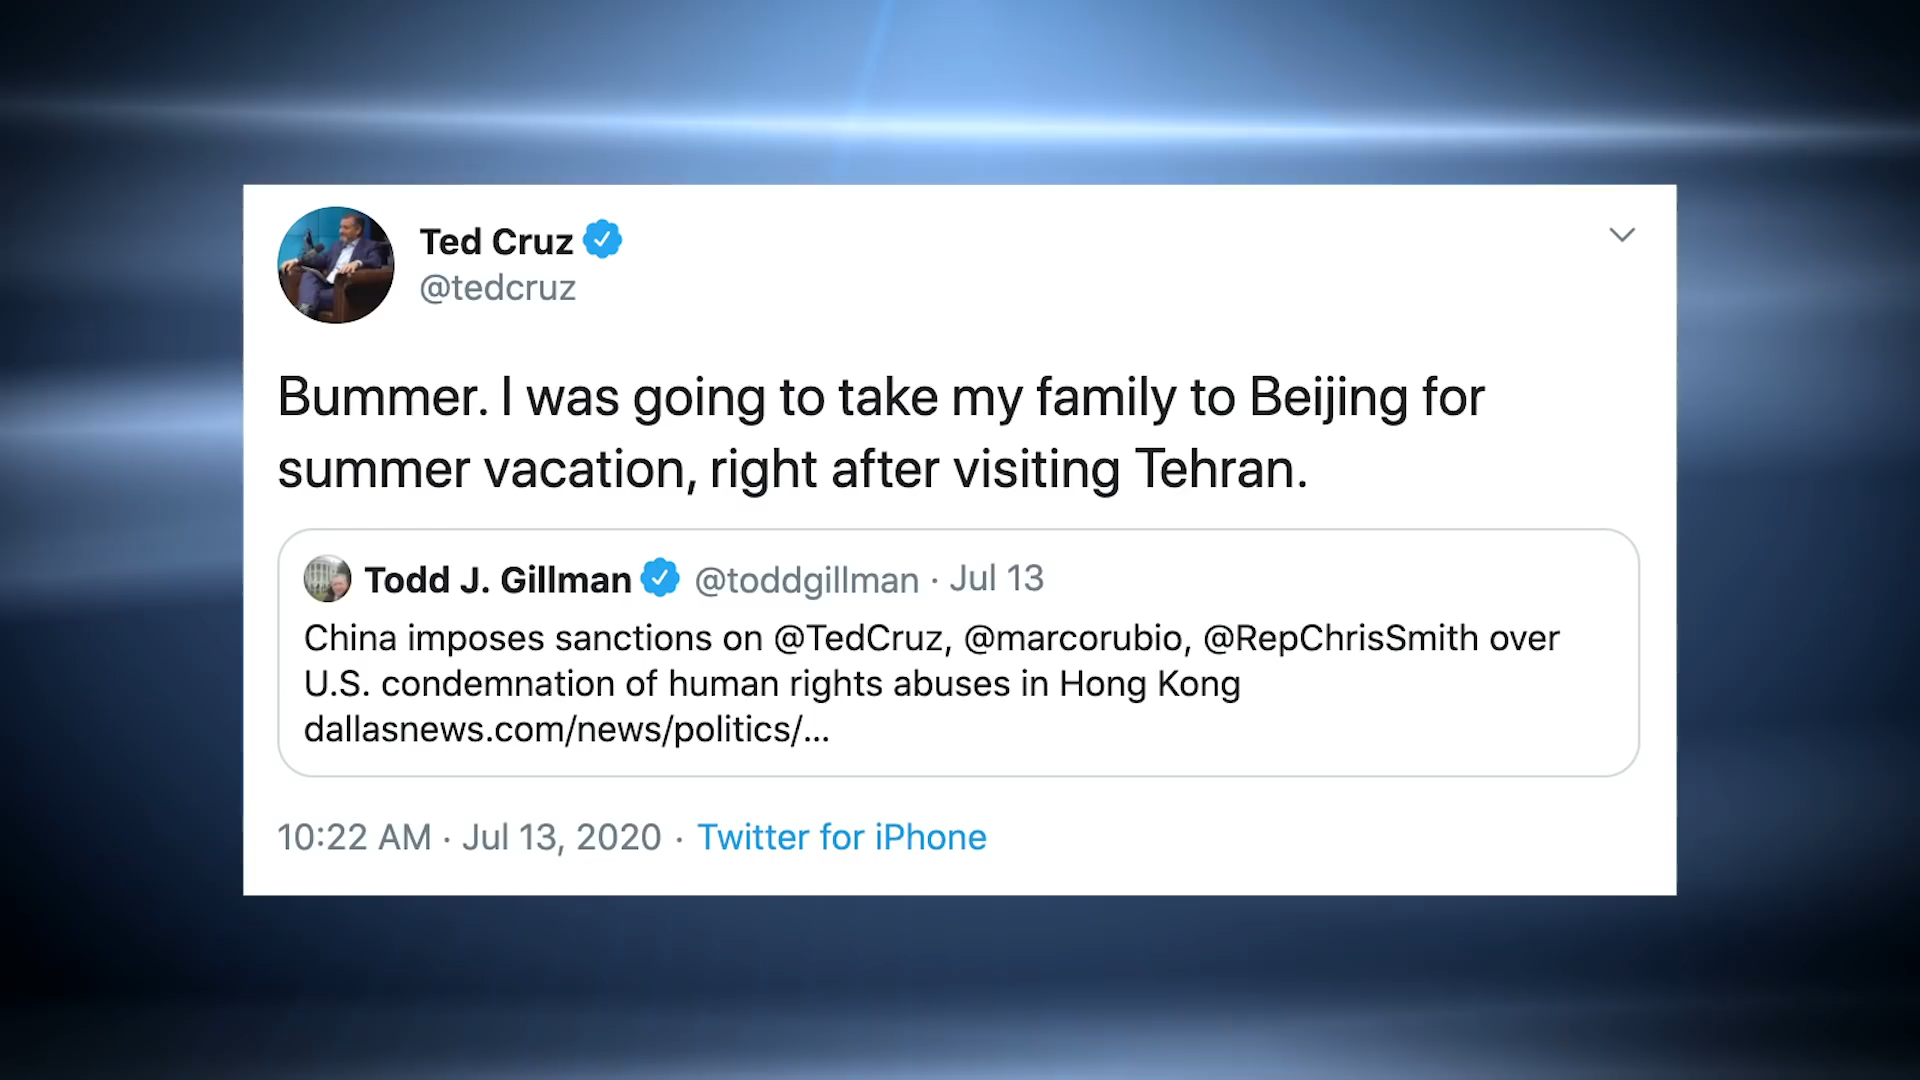 Ted Cruz
@tedcruz
Bummer. I was going to take my family to Beijing for
summer vacation, right after visiting Tehran.
Todd J. Gillman @toddgillman · Jul 13
China imposes sanctions on @TedCruz, @marcorubio, @RepChrisSmith over
U.S. condemnation of human rights abuses in Hong Kong
dallasnews.com/news/politics/...
10:22 AM · Jul 13, 2020 · Twitter for iPhone